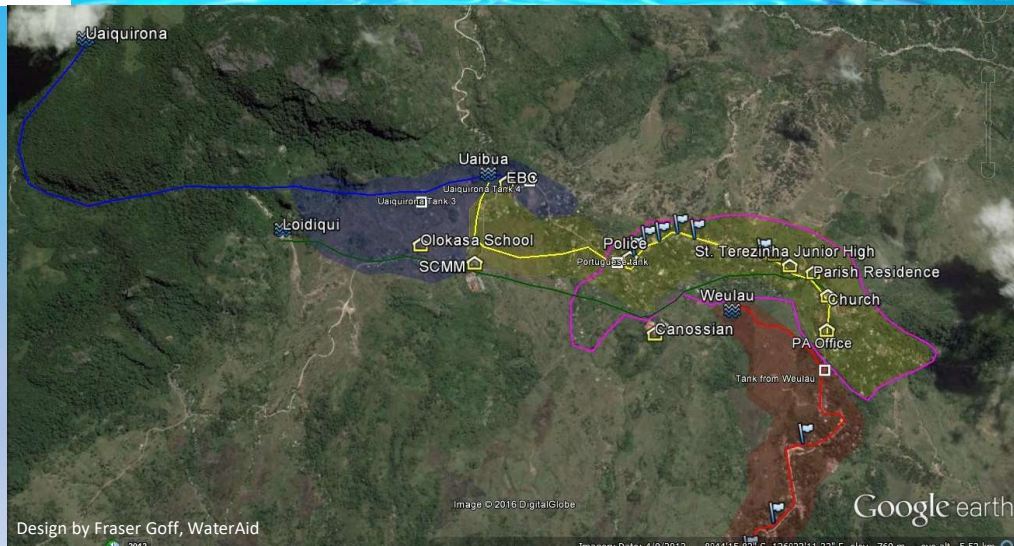 Uaiquirona
Uaibua
EBC
Uaiquirona Tank 4
Uaiquirona Tank 3
Loidiqui
Olokasa School
SCMM
Police
Portuguese tank
St. Terezinha Junior High
Parish Residence
Weulau
Church
Canossian
PA Office
Tank from Weulau
Image © 2016 DigitalGlobe
Google earth
Design by Fraser Goff, WaterAid